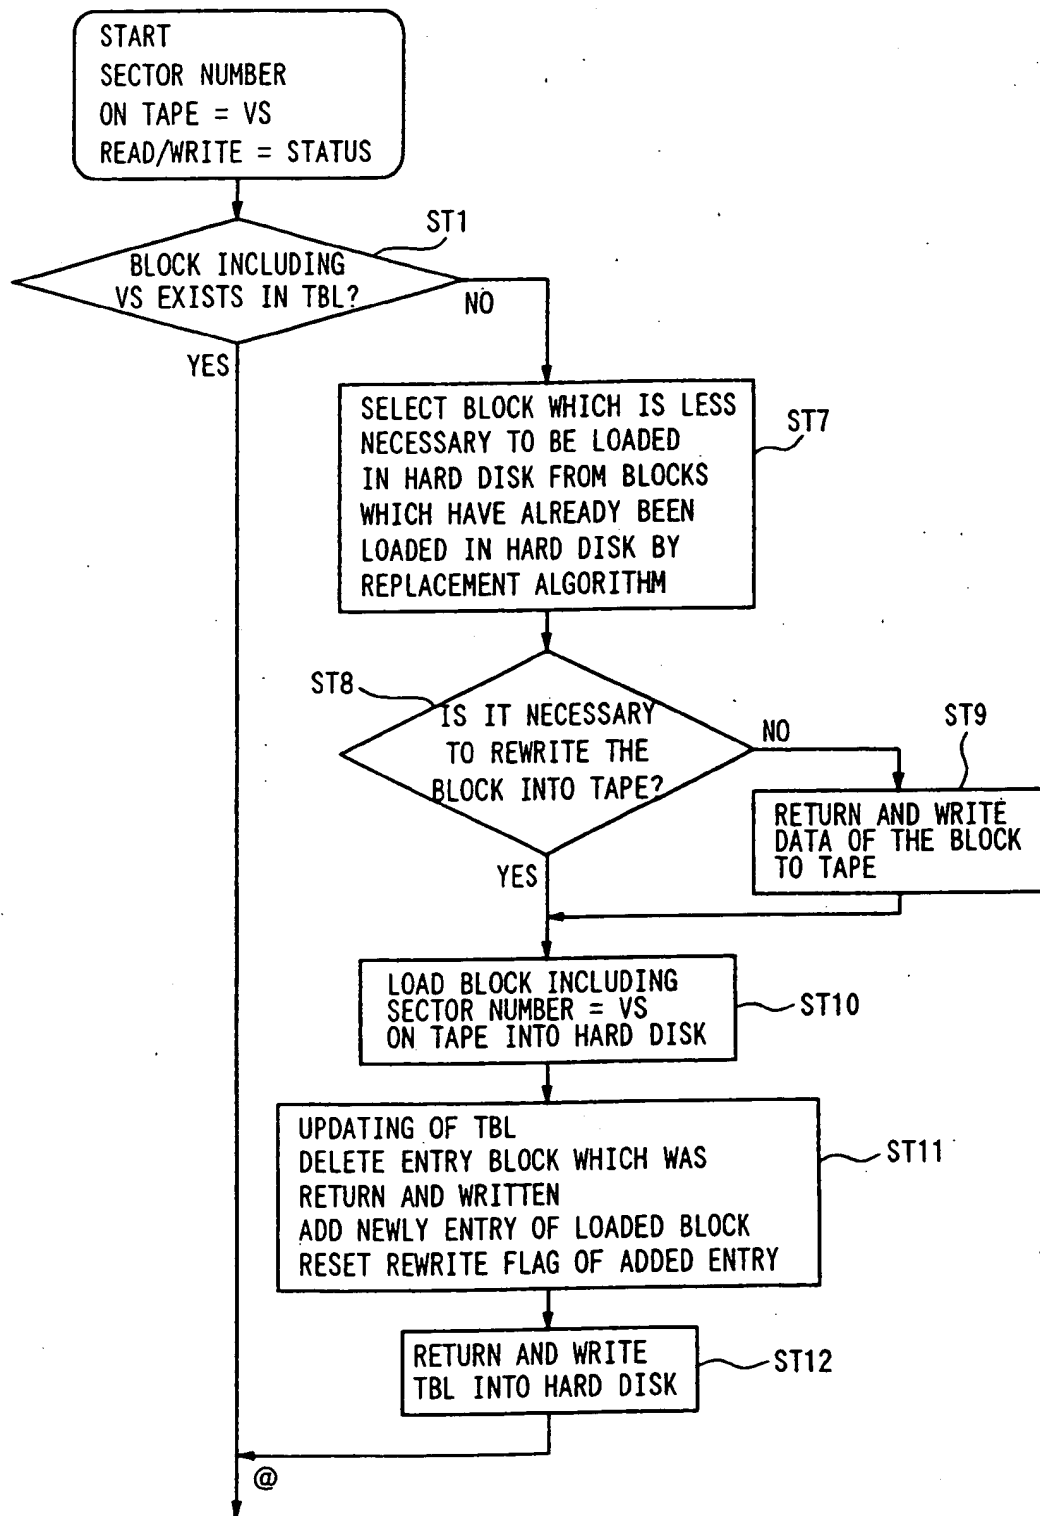 START
SECTOR NUMBER
ON TAPE = VS
READ/WRITE = STATUS
ST1
BLOCK INCLUDING
VS EXISTS IN TBL?
NO
YES
SELECT BLOCK WHICH IS LESS
NECESSARY TO BE LOADED
IN HARD DISK FROM BLOCKS
WHICH HAVE ALREADY BEEN
LOADED IN HARD DISK BY
REPLACEMENT ALGORITHM
ST7
ST8
IS IT NECESSARY
TO REWRITE THE
BLOCK INTO TAPE?
NO
ST9
RETURN AND WRITE
DATA OF THE BLOCK
TO TAPE
YES
LOAD BLOCK INCLUDING
SECTOR NUMBER = VS
ON TAPE INTO HARD DISK
ST10
UPDATING OF TBL
DELETE ENTRY BLOCK WHICH WAS
RETURN AND WRITTEN
ADD NEWLY ENTRY OF LOADED BLOCK
RESET REWRITE FLAG OF ADDED ENTRY
ST11
RETURN AND WRITE
TBL INTO HARD DISK
ST12
@